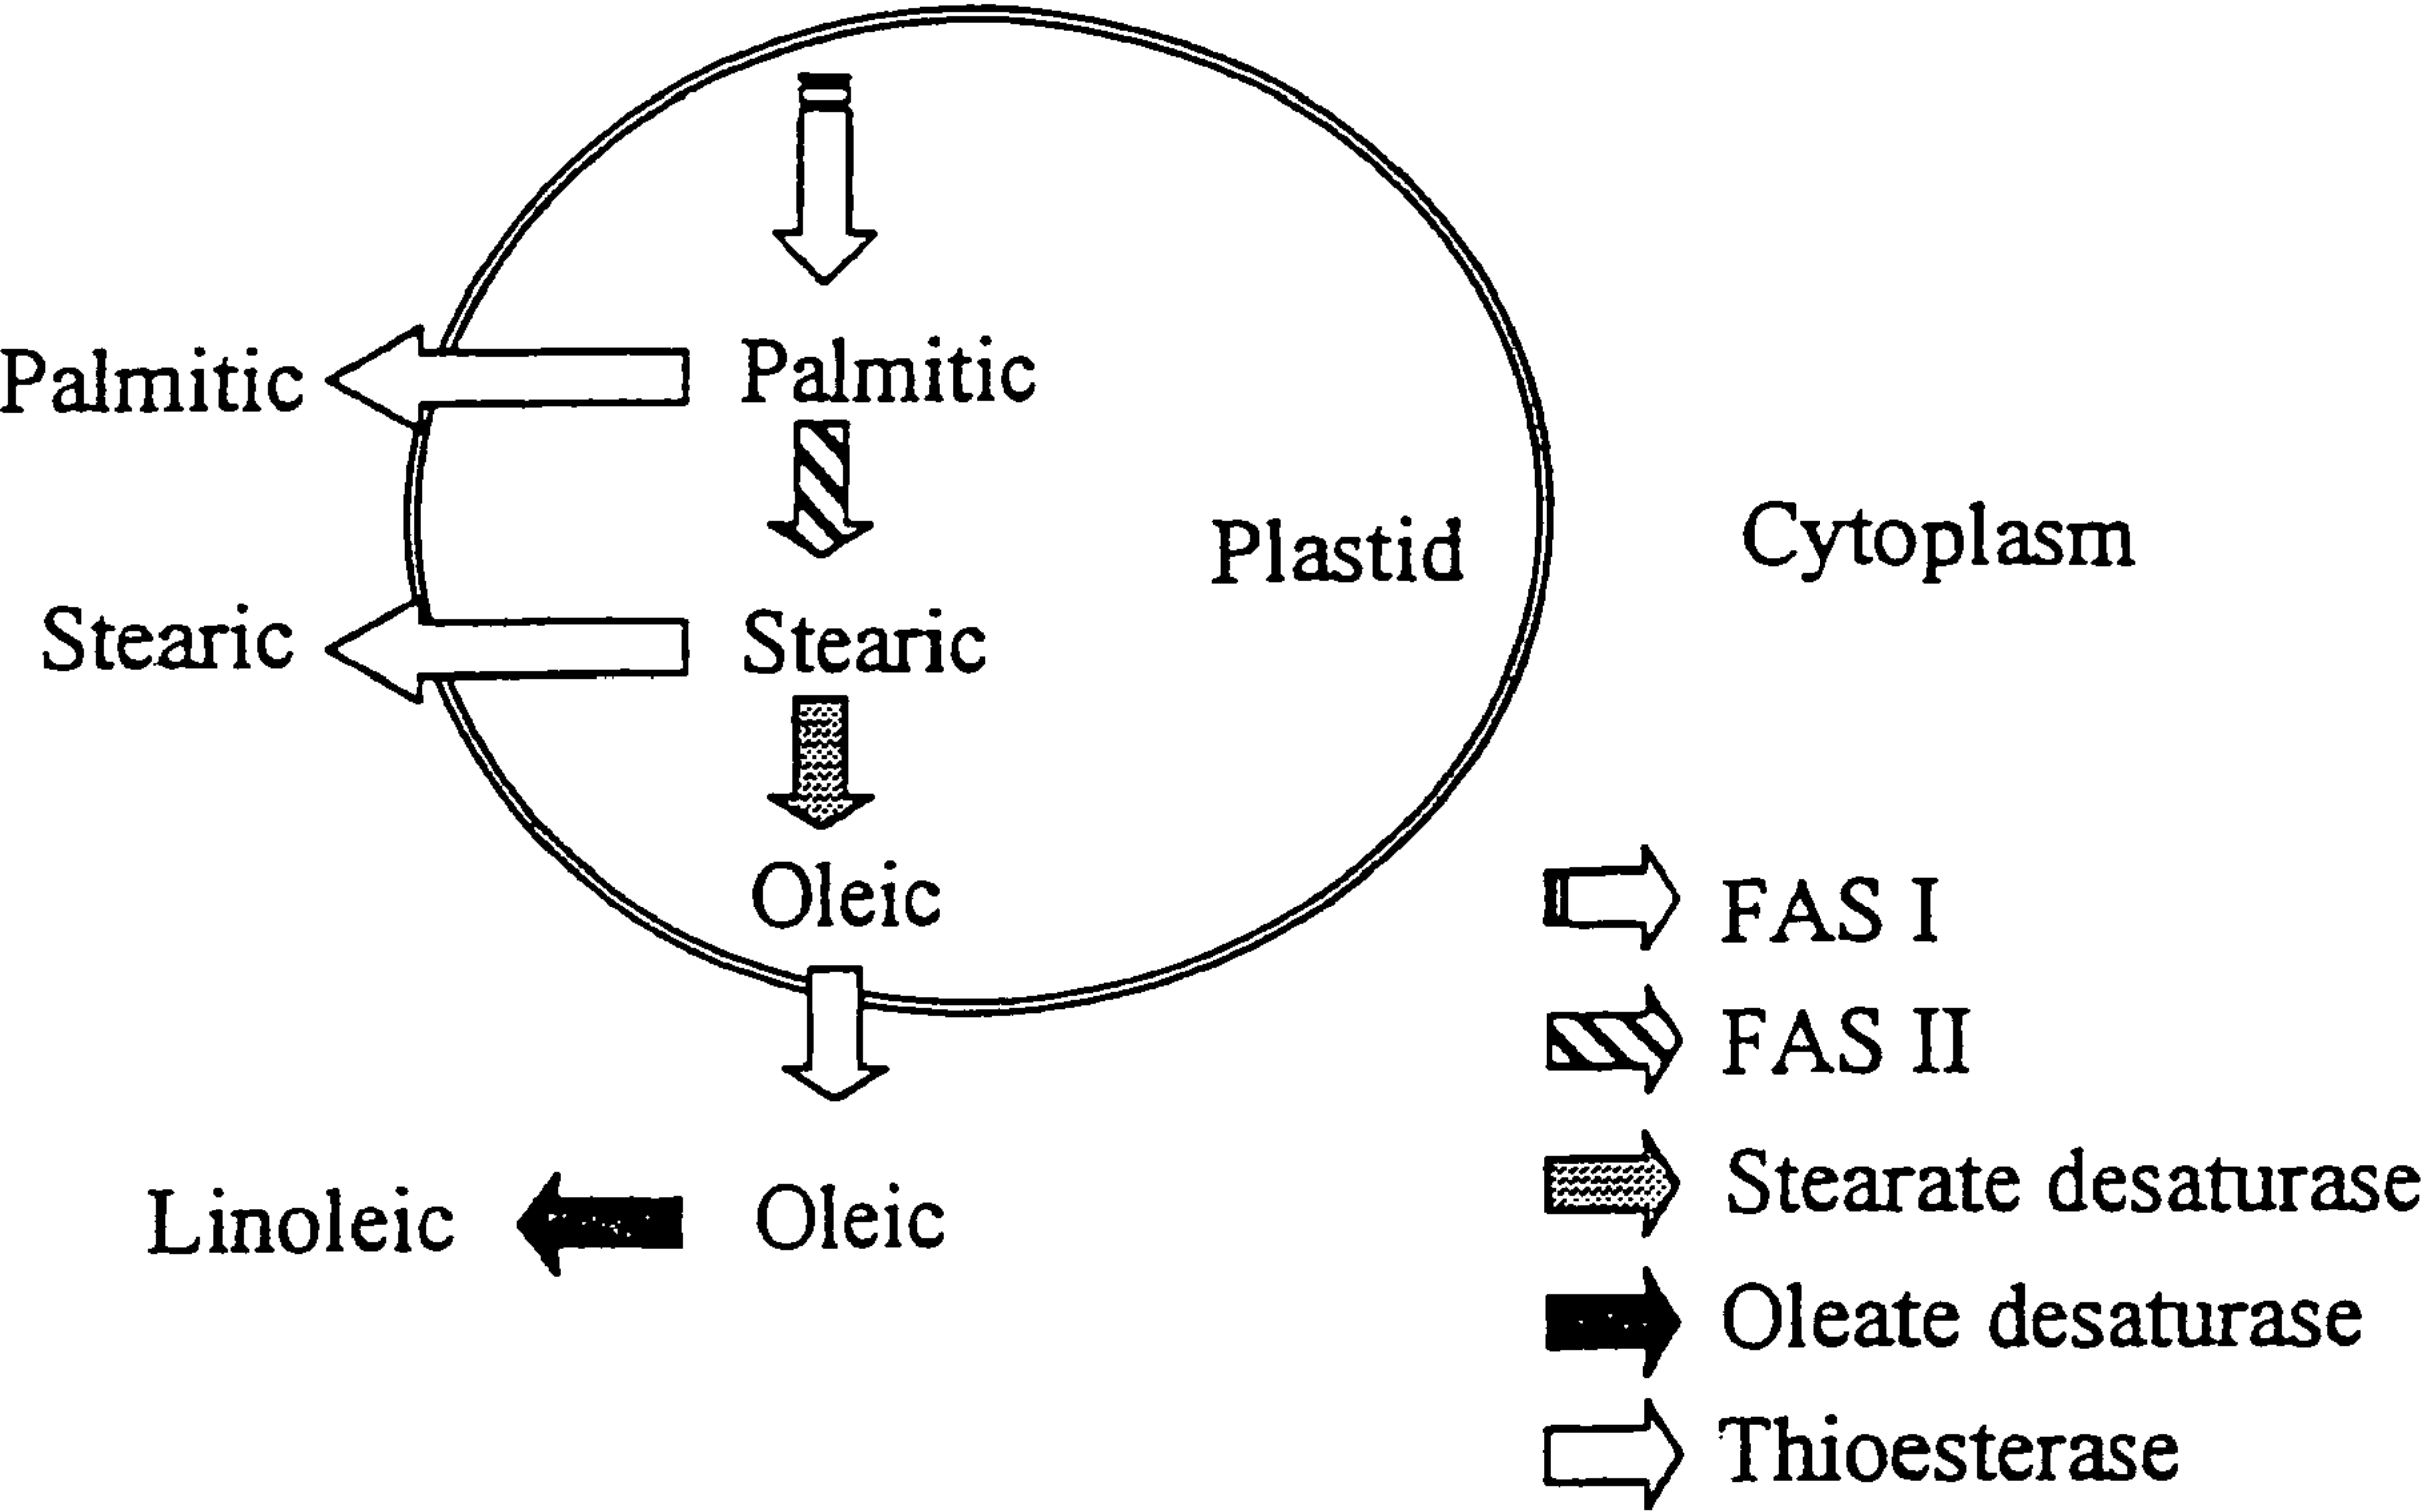 Palmitic
Palmitic
Plastid
Cytoplasm
Stearic
Stearic
Oleic
FAS I
FAS II
Stearate desaturase
Linoleic
Oleic
Oleate desaturase
Thioesterase